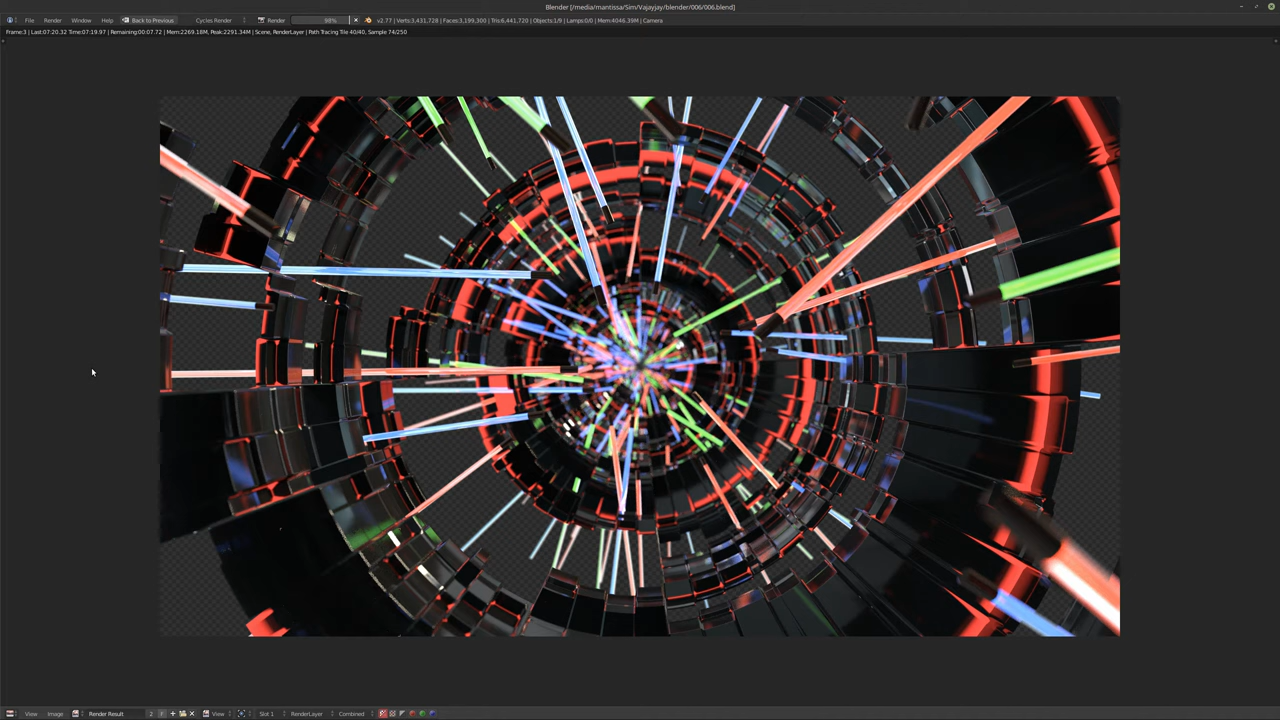 Blender [/media/mantissa/Sim/Vajayjay/blender/006/006.blend]
File Render Window Help Back to Previous Cycles Render Render 98% v2.77 | Verts:3,431,728 | Faces:3,199,300 | Tris:6,441,720 | Objects:1/9 | Lamps:0/0 | Mem:4046.39M | Camera
Frame:3 | Last:07:20.32 Time:07:19.97 | Remaining:00:07.72 | Mem:2269.18M, Peak:2291.34M | Scene, RenderLayer | Path Tracing Tile 40/40, Sample 74/250
View Image Render Result 2 F View Slot 1 RenderLayer Combined